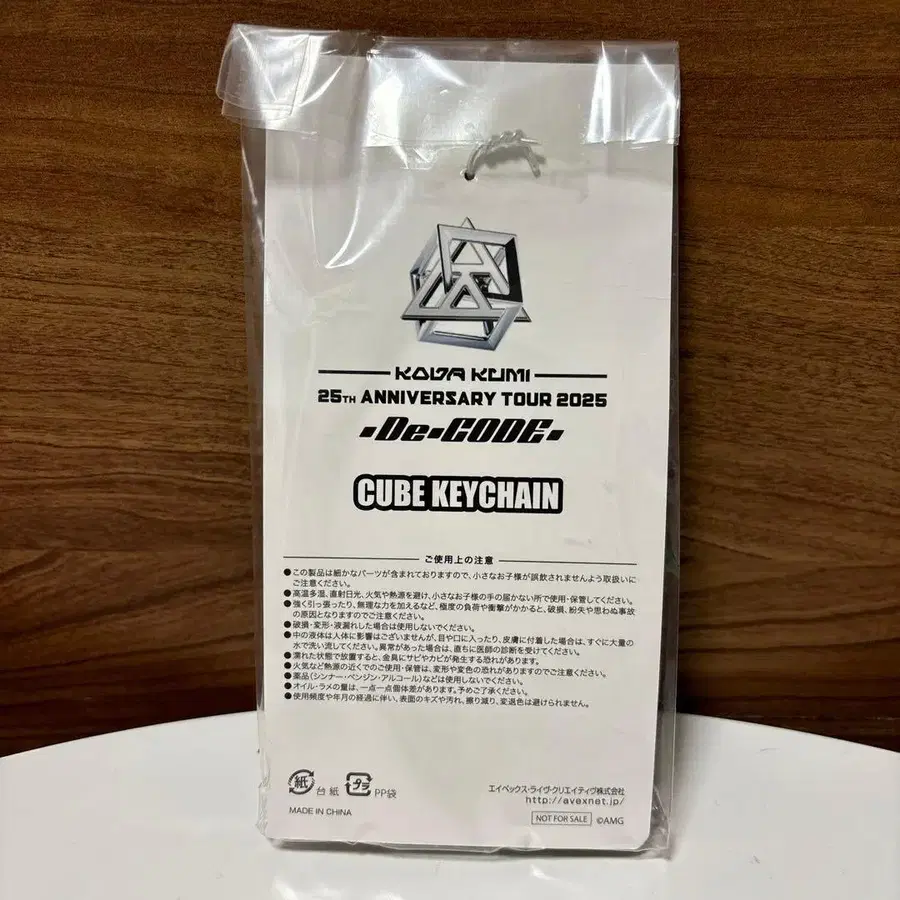 KODA KUMI
25TH ANNIVERSARY TOUR 2025
-De-CODE-
CUBE KEYCHAIN
ご使用上の注意
●この製品は細かなパーツが含まれておりますので、小さなお子様が誤飲されませんよう取扱いに
ご注意ください。
●高温多湿、直射日光、火気や熱源を避け、小さなお子様の手の届かない所で使用・保管してください。
●強く引っ張ったり、無理な力を加えるなど、極度の負荷や衝撃がかかると、破損、紛失や思わぬ事故
の原因となりますのでご注意ください。
●破損・変形・液漏れした場合は使用しないでください。
●中の液体は人体に影響はございませんが、目や口に入ったり、皮膚に付着した場合は、すぐに大量の
水で洗い流してください。異常があった場合は、直ちに医師の診断を受けてください。
●濡れた状態で放置すると、金具にサビやカビが発生する恐れがあります。
●火気など熱源の近くでのご使用・保管は、変形や変色の恐れがありますのでご注意ください。
●薬品(シンナー・ベンジン・アルコール)などは使用しないでください。
●オイル・ラメの量は、一点一点個体差があります。予めご了承ください。
●使用頻度や年月の経過に伴い、表面のキズや汚れ、擦り減り、変退色は避けられません。
紙 台紙 プラ PP袋
MADE IN CHINA
エイベックス・ライヴ・クリエイティヴ株式会社
http://avexnet.jp/
NOT FOR SALE ©AMG